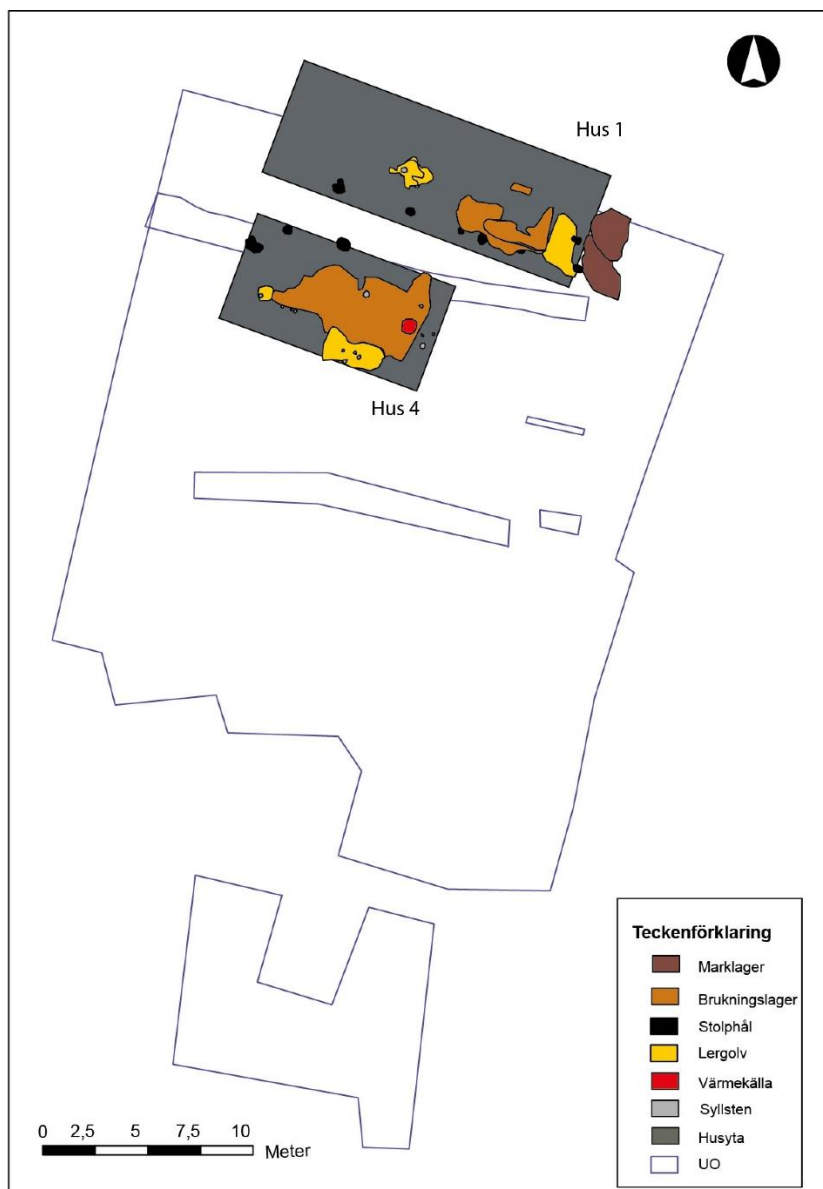 Hus 1
Hus 4
Teckenförklaring
Marklager
Brukningslager
Stolphål
Lergolv
Värmekälla
Syllsten
Husyta
UO
0 2,5 5 7,5 10
Meter